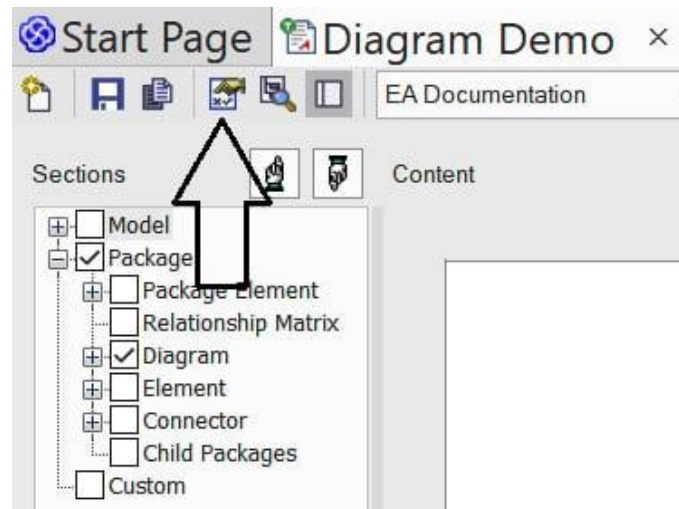 Start Page Diagram Demo ×
EA Documentation
Sections Content
Model
Package
Package Element
Relationship Matrix
Diagram
Element
Connector
Child Packages
Custom